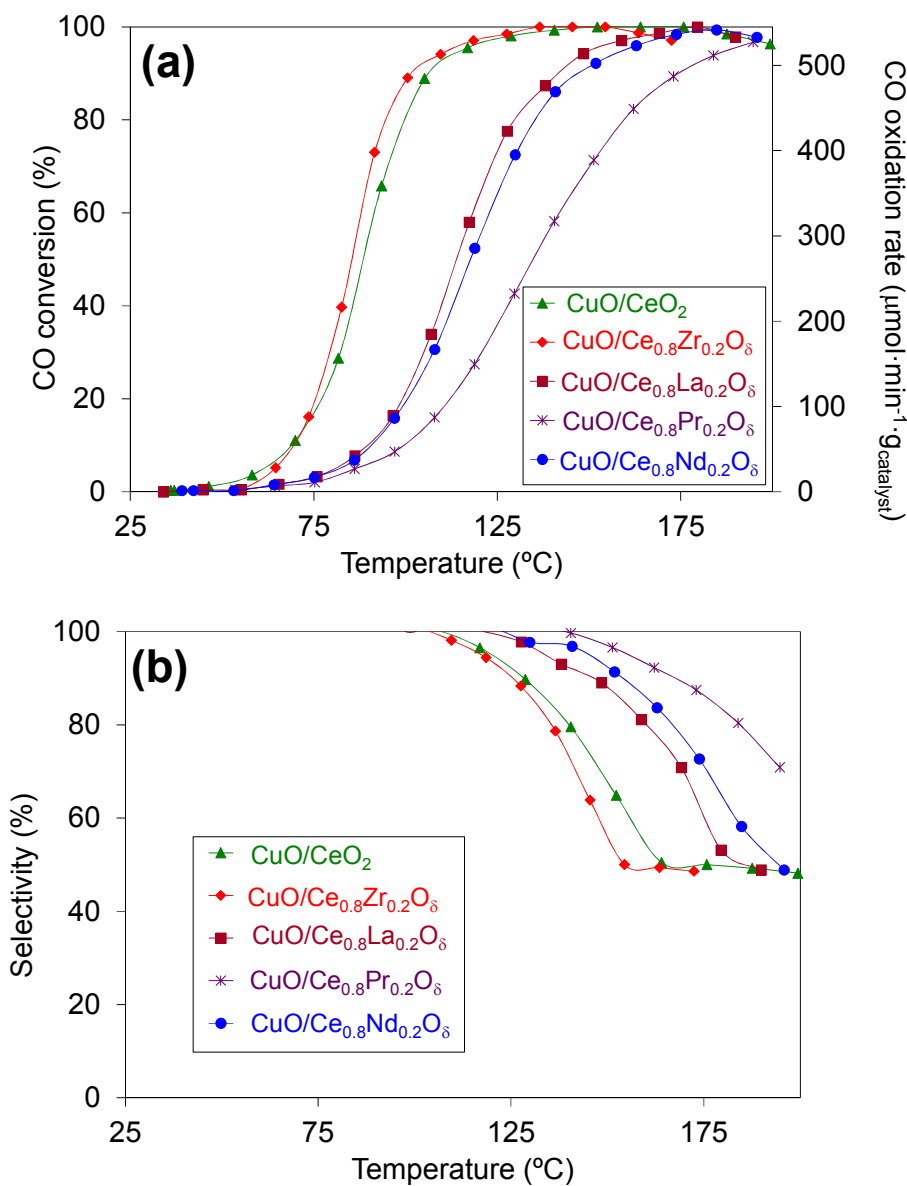 (a)
CO conversion (%)
100
80
60
40
20
0
25
75
125
175
Temperature (ºC)
500
400
300
200
100
0
CO oxidation rate (μmol·min⁻¹·g_catalyst)
CuO/CeO₂
CuO/Ce₀.₈Zr₀.₂Oδ
CuO/Ce₀.₈La₀.₂Oδ
CuO/Ce₀.₈Pr₀.₂Oδ
CuO/Ce₀.₈Nd₀.₂Oδ
(b)
Selectivity (%)
100
80
60
40
20
0
25
75
125
175
Temperature (ºC)
CuO/CeO₂
CuO/Ce₀.₈Zr₀.₂Oδ
CuO/Ce₀.₈La₀.₂Oδ
CuO/Ce₀.₈Pr₀.₂Oδ
CuO/Ce₀.₈Nd₀.₂Oδ